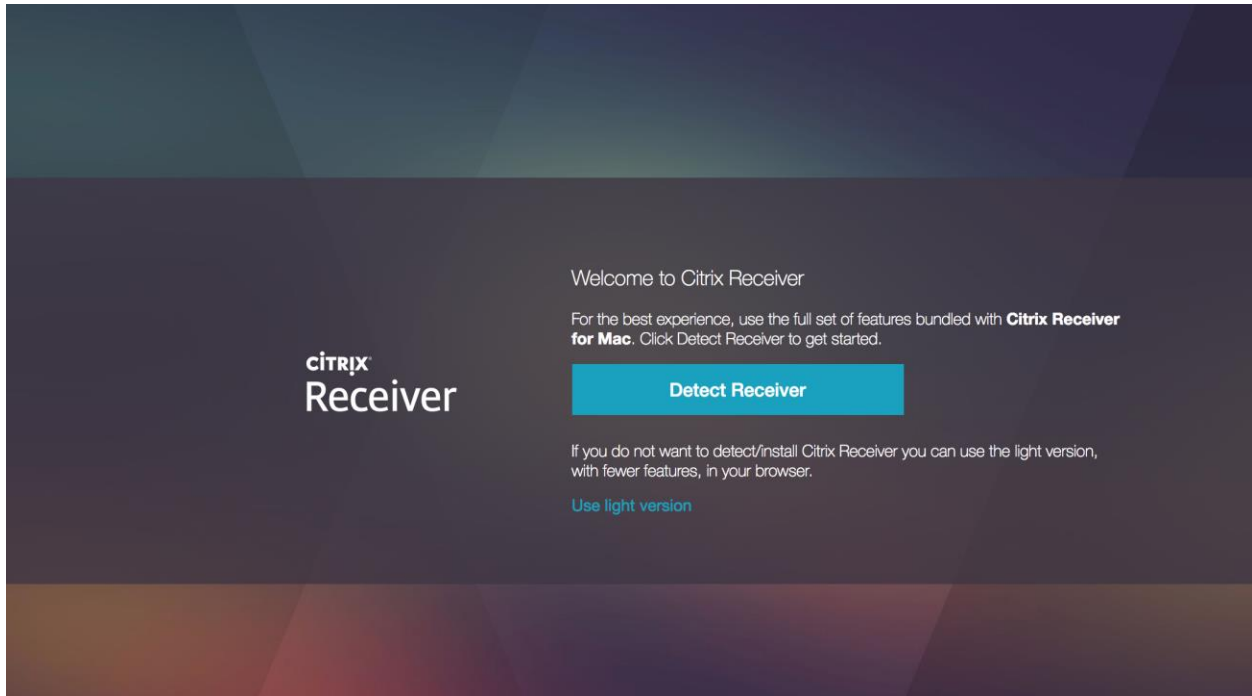 Welcome to Citrix Receiver
For the best experience, use the full set of features bundled with Citrix Receiver
for Mac. Click Detect Receiver to get started.
CİTRỊX
Receiver
Detect Receiver
If you do not want to detect/install Citrix Receiver you can use the light version,
with fewer features, in your browser.
Use light version